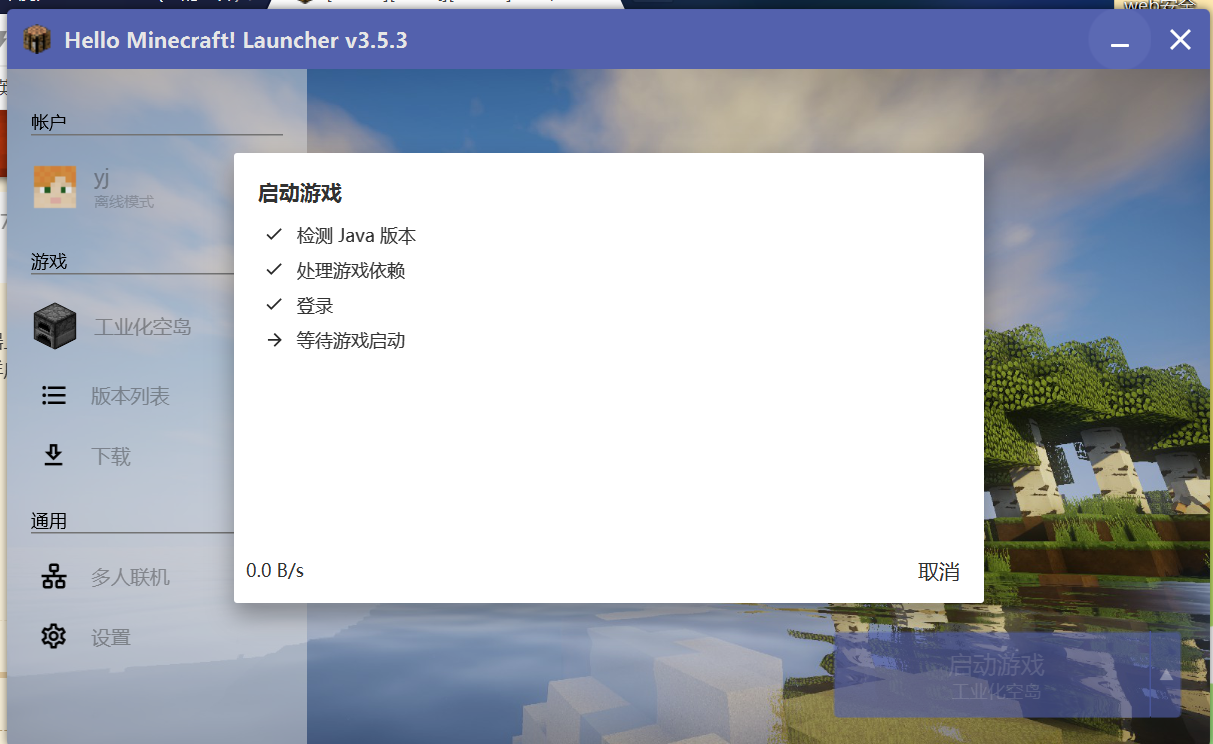 Hello Minecraft! Launcher v3.5.3
帐户
yj
离线模式
游戏
工业化空岛
版本列表
下载
通用
多人联机
设置
启动游戏
检测 Java 版本
处理游戏依赖
登录
等待游戏启动
0.0 B/s
取消
启动游戏
工业化空岛